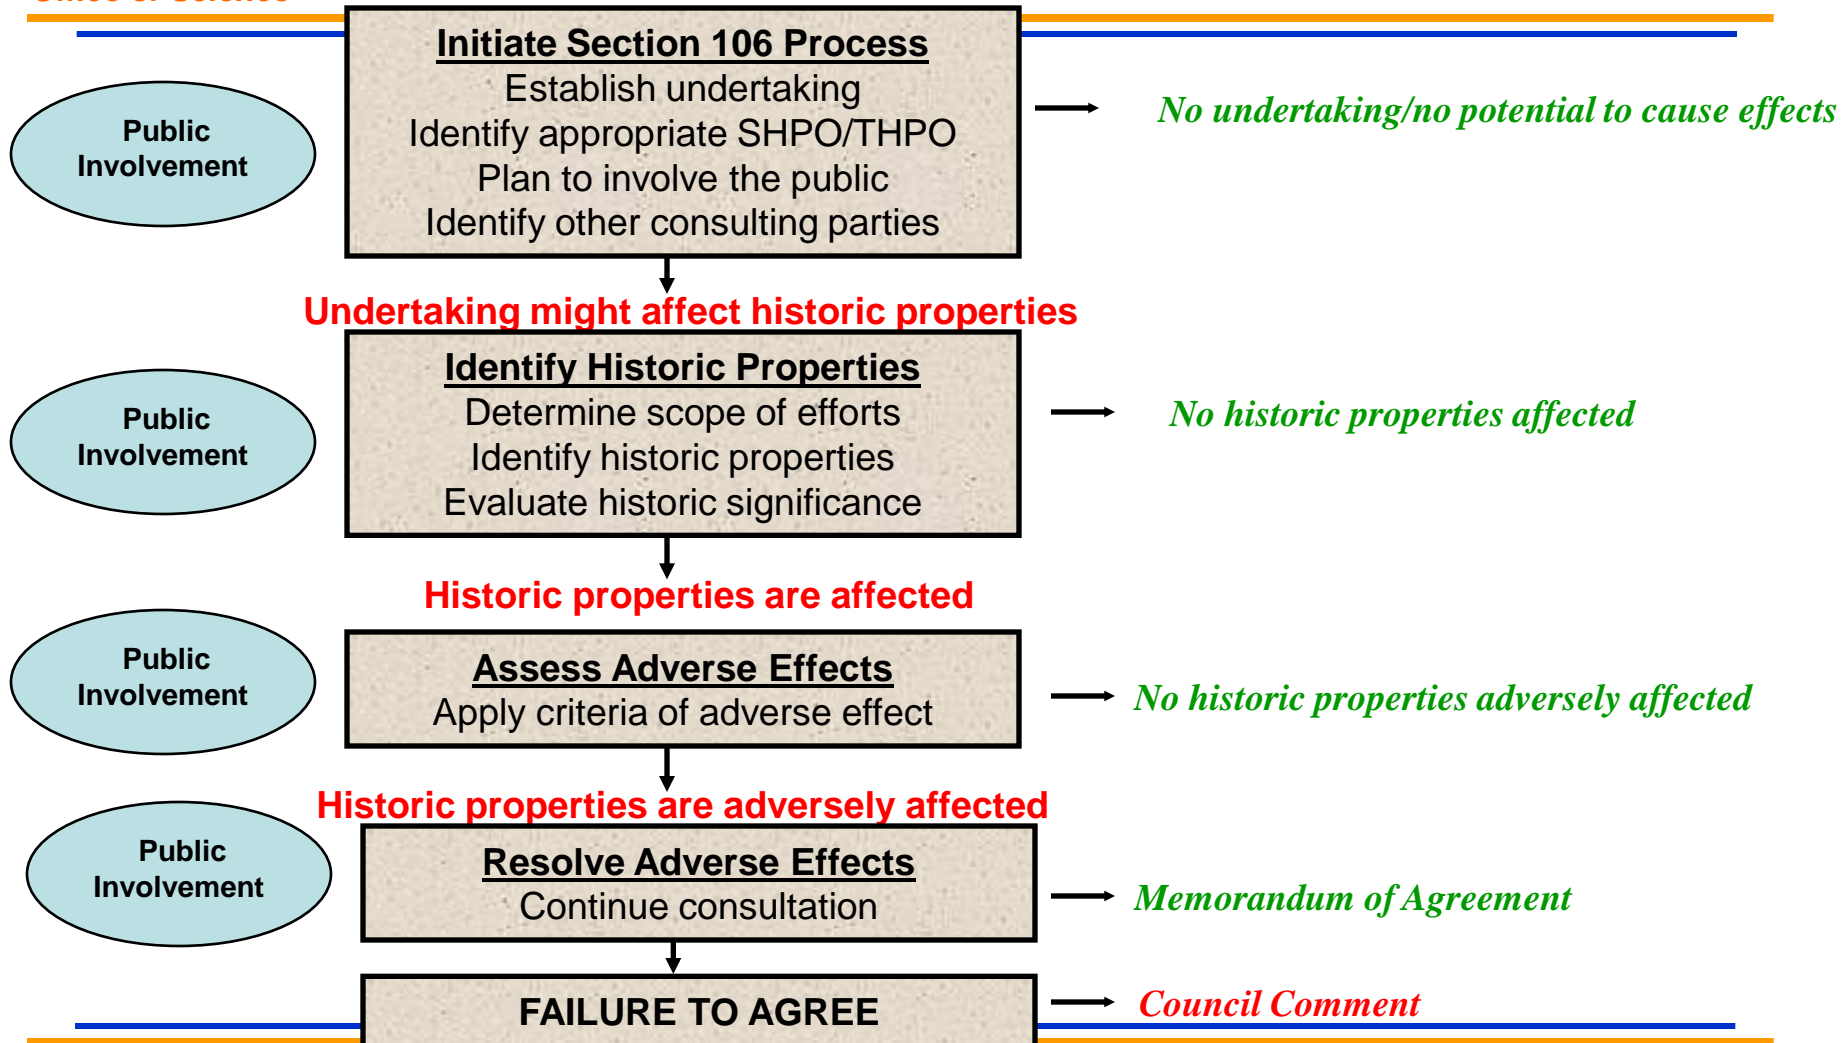 Initiate Section 106 Process
Establish undertaking
Identify appropriate SHPO/THPO
Plan to involve the public
Identify other consulting parties
Public
Involvement
No undertaking/no potential to cause effects
Undertaking might affect historic properties
Identify Historic Properties
Determine scope of efforts
Identify historic properties
Evaluate historic significance
Public
Involvement
No historic properties affected
Historic properties are affected
Assess Adverse Effects
Apply criteria of adverse effect
Public
Involvement
No historic properties adversely affected
Historic properties are adversely affected
Resolve Adverse Effects
Continue consultation
Public
Involvement
Memorandum of Agreement
FAILURE TO AGREE
Council Comment